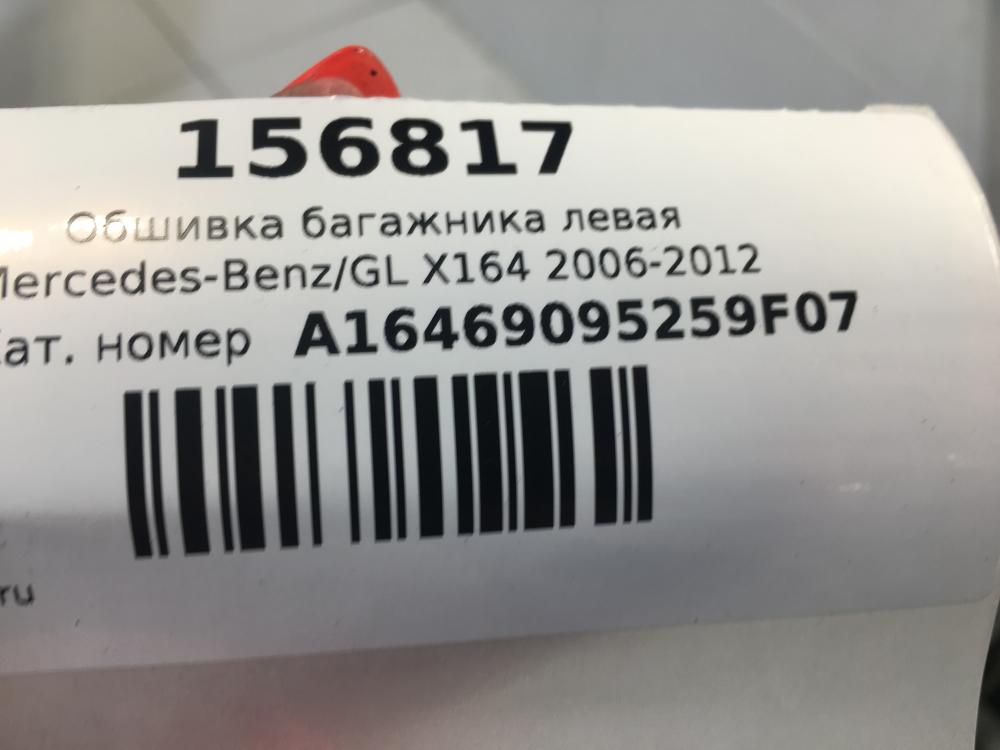 156817
Обшивка багажника левая
Mercedes-Benz/GL X164 2006-2012
Кат. номер A16469095259F07
ru